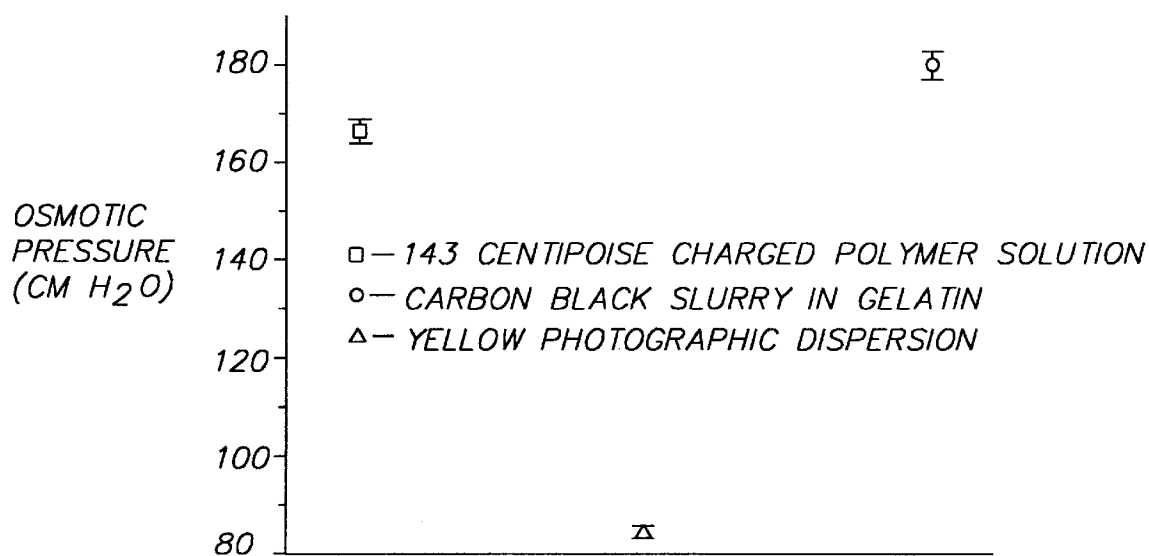 180
160
OSMOTIC
PRESSURE
(CM H2O)
140
□ — 143 CENTIPOISE CHARGED POLYMER SOLUTION
○ — CARBON BLACK SLURRY IN GELATIN
△ — YELLOW PHOTOGRAPHIC DISPERSION
120
100
80